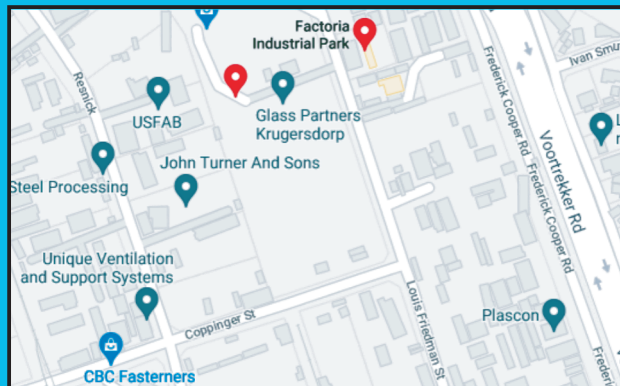 Factoria
Industrial Park
Resnick
USFAB
Glass Partners
Krugersdorp
Frederick Cooper Rd
Voortrekker Rd
Ivan Smu
John Turner And Sons
Steel Processing
Frederick Cooper Rd
Unique Ventilation
and Support Systems
Coppinger St
Louis Friedman St
Plascon
CBC Fasterners